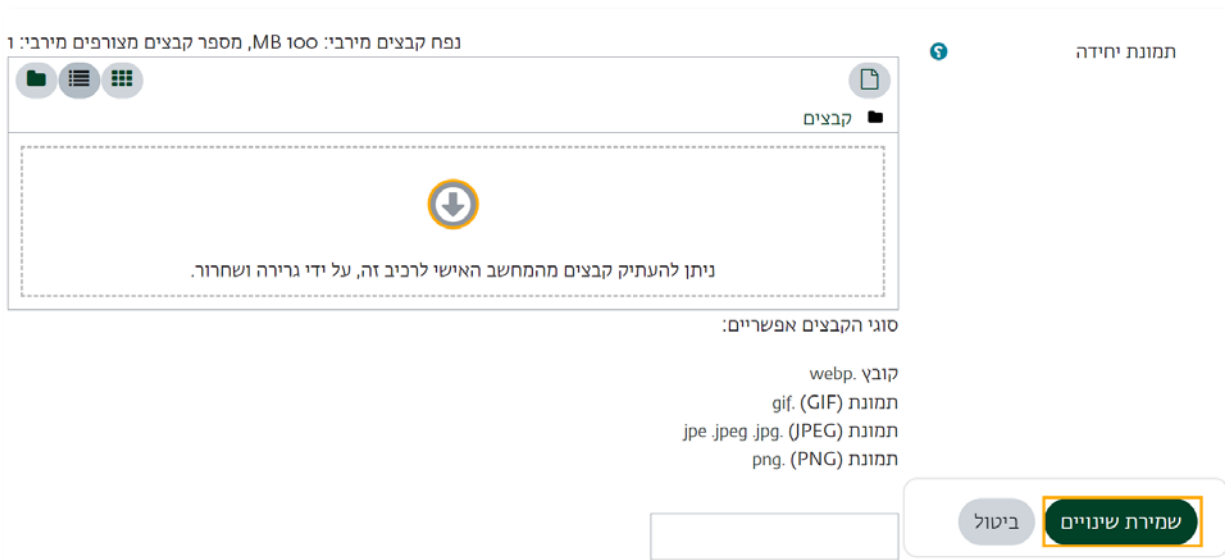 תמונת יחידה
נפח קבצים מירבי: 100 MB, מספר קבצים מצורפים מירבי: 1
קבצים
ניתן להעתיק קבצים מהמחשב האישי לרכיב זה, על ידי גרירה ושחרור.
סוגי הקבצים אפשריים:
קובץ .webp
תמונת (GIF) .gif
תמונת (JPEG) .jpe .jpeg .jpg
תמונת (PNG) .png
שמירת שינויים
ביטול